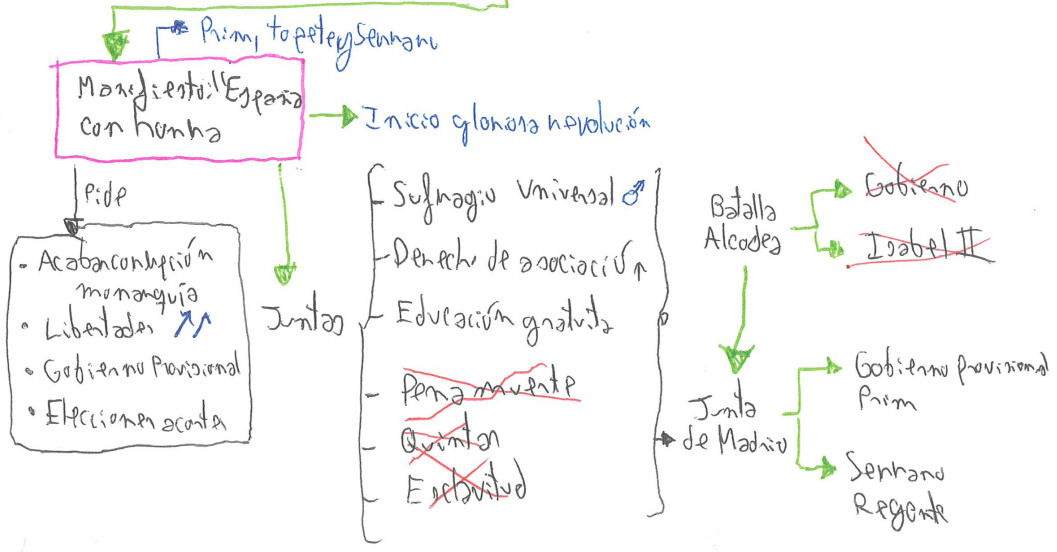 Prim, topete y Serrano
Manifiesto: "España
con honra
Inicio gloriosa revolución
Pide
- Acabar con lección
monarquía
• Libertades ↗↗
• Gobierno Provisional
• Elecciones a cortes
Juntas
- Sufragio Universal ♂
- Derecho de asociación
- Educación gratuita
- Pena muerte
- Quintas
- Esclavitud
Batalla
Alcolea
Gobierno
Isabel II
Junta
de Madrid
Gobierno provisional
Prim
Serrano
Regente